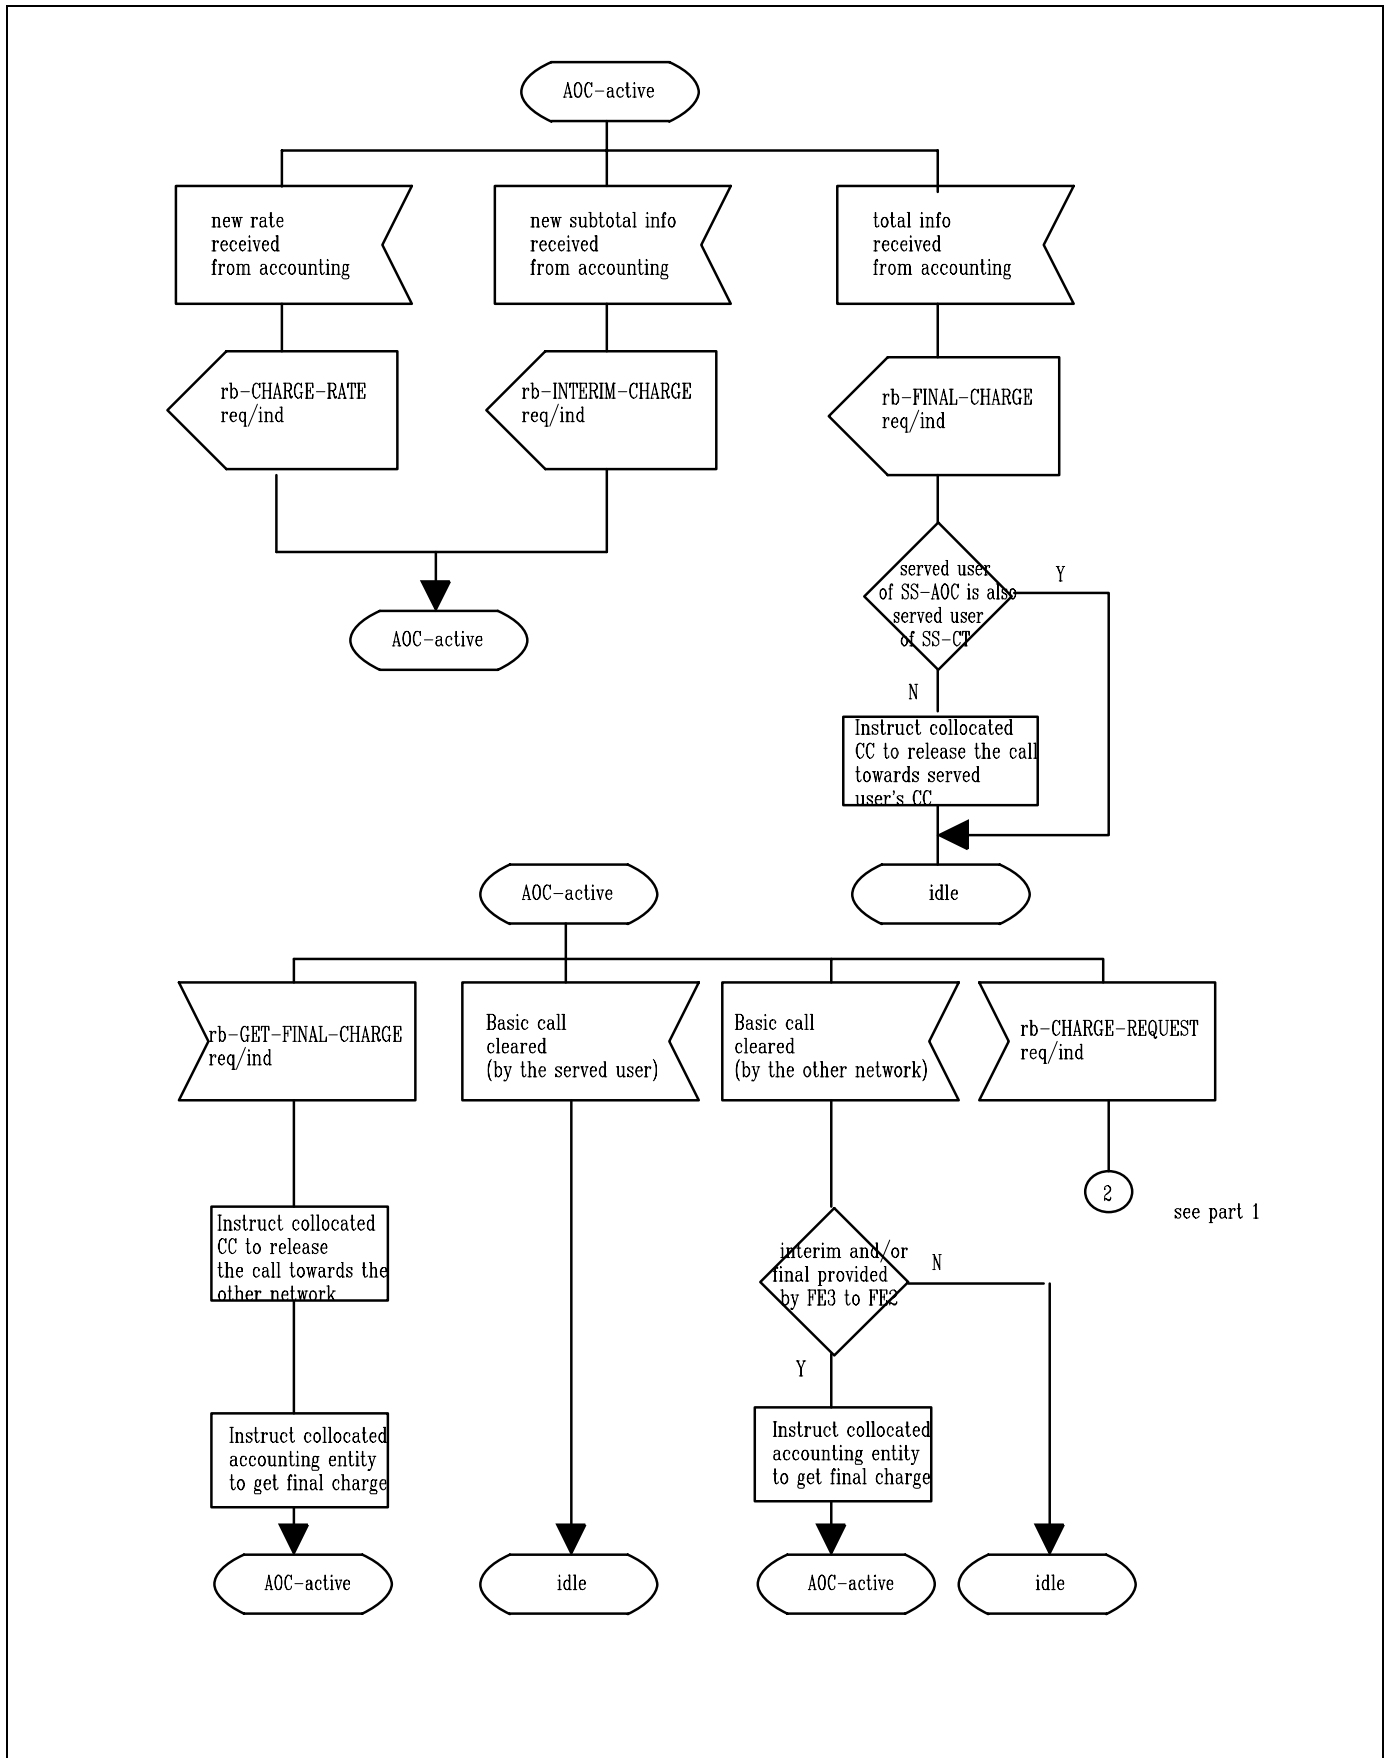 AOC-active
new rate
received
from accounting
new subtotal info
received
from accounting
total info
received
from accounting
rb-CHARGE-RATE
req/ind
rb-INTERIM-CHARGE
req/ind
rb-FINAL-CHARGE
req/ind
served user
of SS-AOC is also
served user
of SS-CT
Y
N
AOC-active
Instruct collocated
CC to release the call
towards served
user's CC
idle
AOC-active
rb-GET-FINAL-CHARGE
req/ind
Basic call
cleared
(by the served user)
Basic call
cleared
(by the other network)
rb-CHARGE-REQUEST
req/ind
2
see part 1
Instruct collocated
CC to release
the call towards the
other network
interim and/or
final provided
by FE3 to FE2
N
Y
Instruct collocated
accounting entity
to get final charge
Instruct collocated
accounting entity
to get final charge
AOC-active
idle
AOC-active
idle